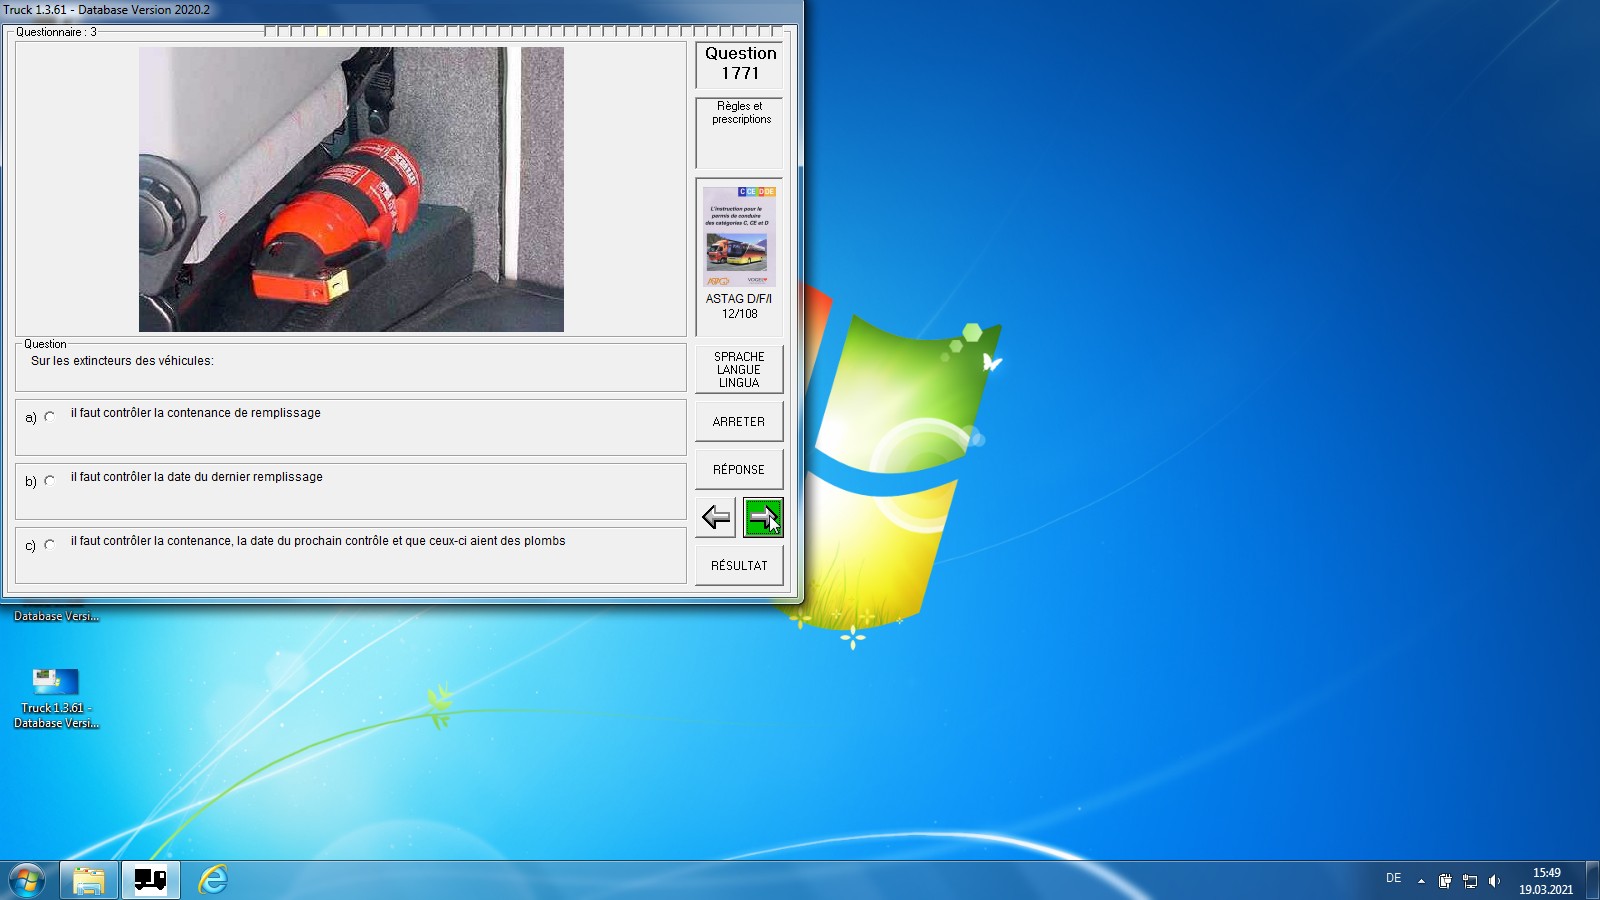 Truck 1.3.61 - Database Version 2020.2
Questionnaire : 3
Question
1771
Règles et
prescriptions
C CE D DE
L'instruction pour le
permis de conduire
des catégories C, CE et D
ASTAG D/F/I
12/108
Question
Sur les extincteurs des véhicules:
SPRACHE
LANGUE
LINGUA
a) il faut contrôler la contenance de remplissage
ARRETER
b) il faut contrôler la date du dernier remplissage
RÉPONSE
c) il faut contrôler la contenance, la date du prochain contrôle et que ceux-ci aient des plombs
RÉSULTAT
Database Versi...
Truck 1.3.61 -
Database Versi...
DE
15:49
19.03.2021